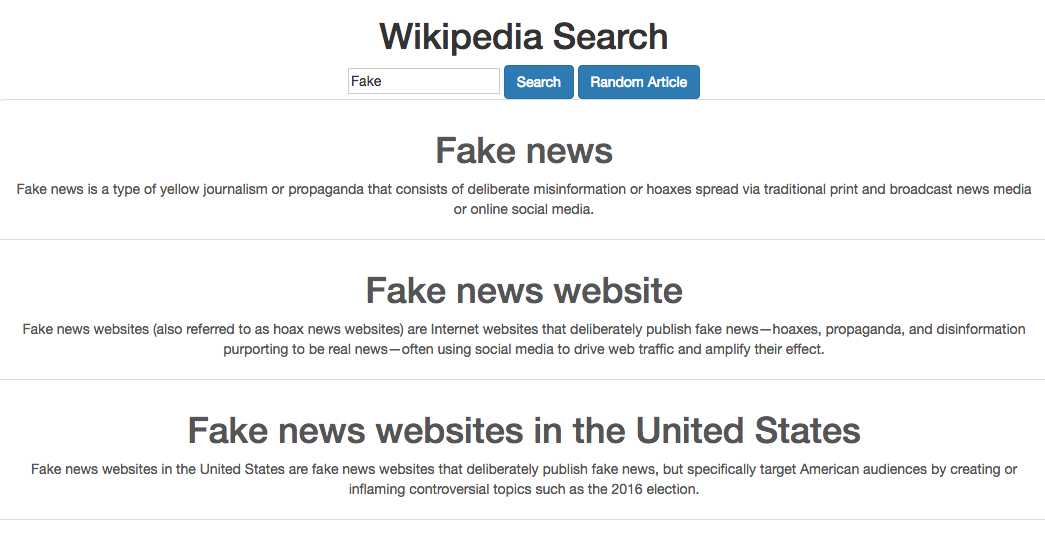 Wikipedia Search
Fake Search Random Article
Fake news
Fake news is a type of yellow journalism or propaganda that consists of deliberate misinformation or hoaxes spread via traditional print and broadcast news media
or online social media.
Fake news website
Fake news websites (also referred to as hoax news websites) are Internet websites that deliberately publish fake news—hoaxes, propaganda, and disinformation
purporting to be real news—often using social media to drive web traffic and amplify their effect.
Fake news websites in the United States
Fake news websites in the United States are fake news websites that deliberately publish fake news, but specifically target American audiences by creating or
inflaming controversial topics such as the 2016 election.